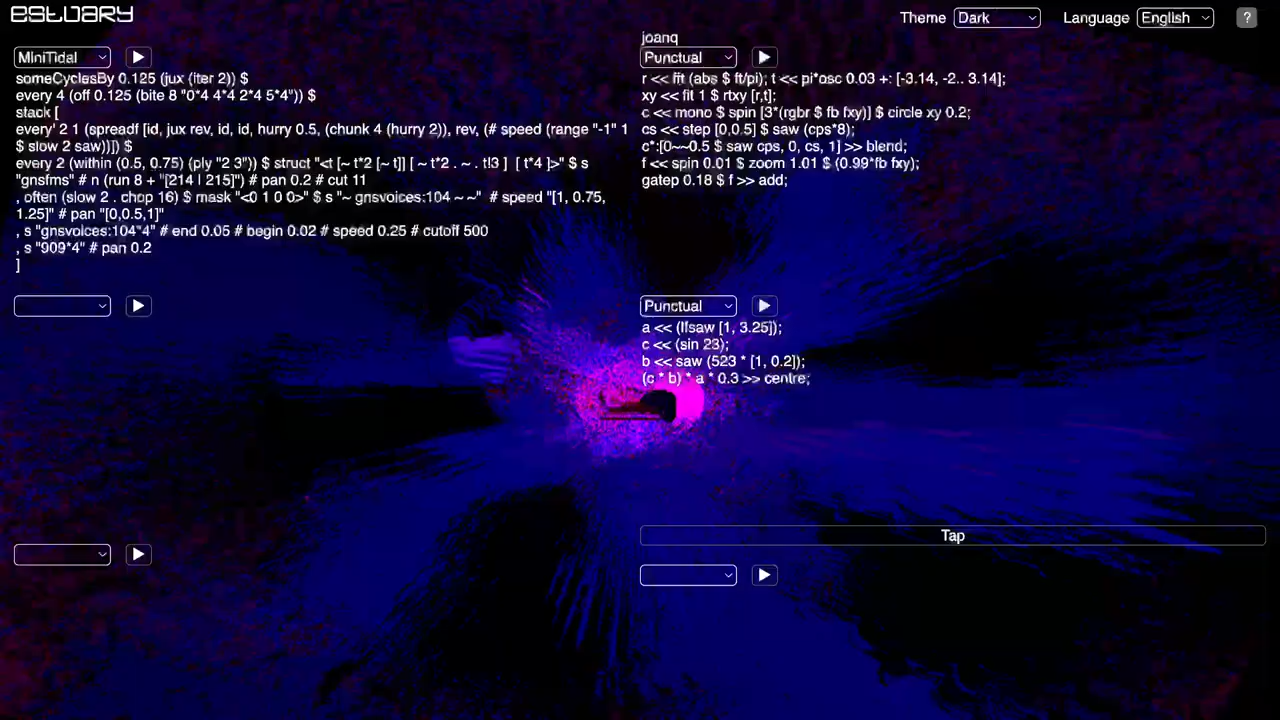 estuary
Theme Dark Language English ?
MiniTidal
someCyclesBy 0.125 (jux (iter 2)) $
every 4 (off 0.125 (bite 8 "0*4 4*4 2*4 5*4")) $
stack [
every' 2 1 (spreadf [id, jux rev, id, id, hurry 0.5, (chunk 4 (hurry 2)), rev, (# speed (range "-1" 1
$ slow 2 saw))]) $
every 2 (within (0.5, 0.75) (ply "2 3")) $ struct "<t [~ t*2 [~ t]] [ ~ t*2 . ~ . t!3 ] [ t*4 ]>" $ s
"gnsfms" # n (run 8 + "[214 | 215]") # pan 0.2 # cut 11
, often (slow 2 . chop 16) $ mask "<0 1 0 0>" $ s "~ gnsvoices:104 ~ ~" # speed "[1, 0.75,
1.25]" # pan "[0,0.5,1]"
, s "gnsvoices:104*4" # end 0.05 # begin 0.02 # speed 0.25 # cutoff 500
, s "909*4" # pan 0.2
]
joanq
Punctual
r << fit (abs $ ft/pi); t << pi*osc 0.03 +: [-3.14, -2.. 3.14];
xy << fit 1 $ rtxy [r,t];
c << mono $ spin [3*(rgbr $ fb fxy)] $ circle xy 0.2;
cs << step [0,0.5] $ saw (cps*8);
c*:[0~~0.5 $ saw cps, 0, cs, 1] >> blend;
f << spin 0.01 $ zoom 1.01 $ (0.99*fb fxy);
gatep 0.18 $ f >> add;
Punctual
a << (lfsaw [1, 3.25]);
c << (sin 23);
b << saw (523 * [1, 0.2]);
(c * b) * a * 0.3 >> centre;
Tap